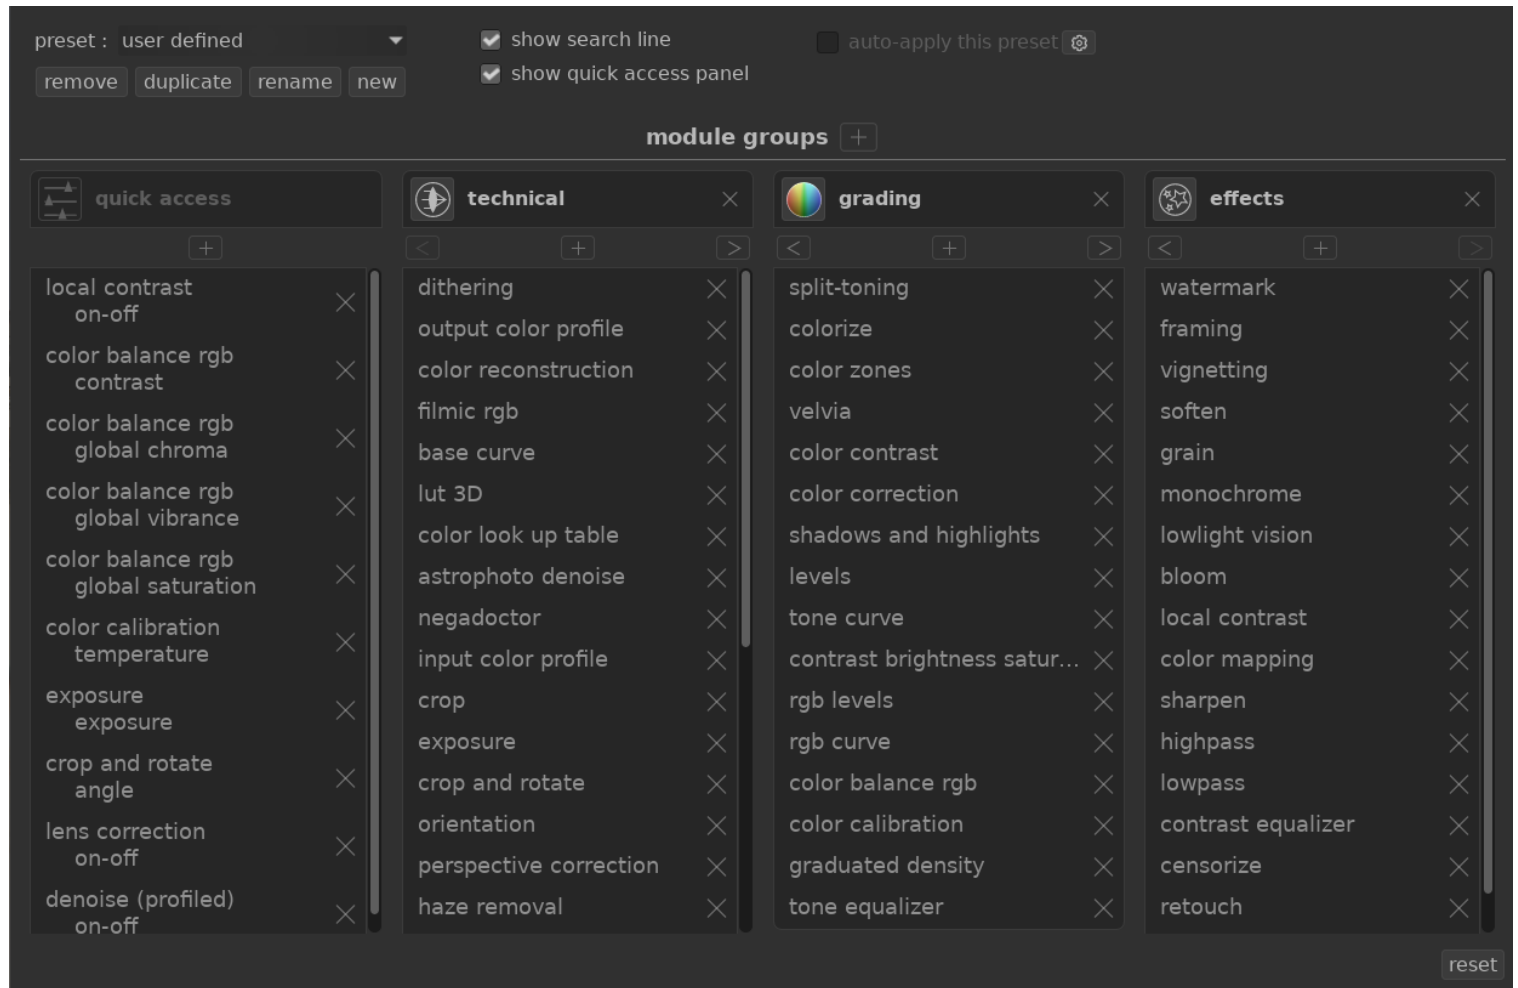 preset : user defined
show search line
auto-apply this preset
remove duplicate rename new
show quick access panel
module groups +
quick access
technical
grading
effects
+
< + >
< + >
< + >
local contrast
on-off
color balance rgb
contrast
color balance rgb
global chroma
color balance rgb
global vibrance
color balance rgb
global saturation
color calibration
temperature
exposure
exposure
crop and rotate
angle
lens correction
on-off
denoise (profiled)
on-off
dithering
output color profile
color reconstruction
filmic rgb
base curve
lut 3D
color look up table
astrophoto denoise
negadoctor
input color profile
crop
exposure
crop and rotate
orientation
perspective correction
haze removal
split-toning
colorize
color zones
velvia
color contrast
color correction
shadows and highlights
levels
tone curve
contrast brightness satur...
rgb levels
rgb curve
color balance rgb
color calibration
graduated density
tone equalizer
watermark
framing
vignetting
soften
grain
monochrome
lowlight vision
bloom
local contrast
color mapping
sharpen
highpass
lowpass
contrast equalizer
censorize
retouch
reset